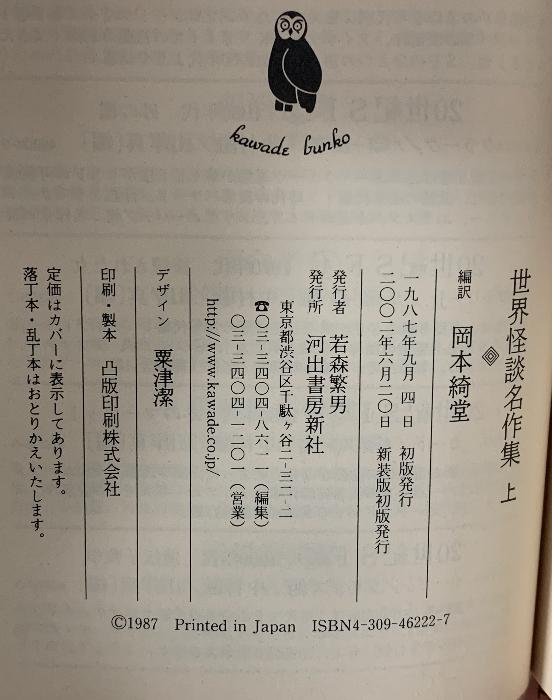 kawade bunko
世界怪談名作集 上
編訳 岡本綺堂
一九八七年九月 四日 初版発行
二〇〇二年六月二〇日 新装版初版発行
発行者 若森繁男
発行所 河出書房新社
東京都渋谷区千駄ヶ谷二-三二-二
☎〇三-三四〇四-八六一一(編集)
〇三-三四〇四-一二〇一(営業)
http://www.kawade.co.jp/
デザイン 粟津潔
印刷・製本 凸版印刷株式会社
定価はカバーに表示してあります。
落丁本・乱丁本はおとりかえいたします。
©1987 Printed in Japan ISBN4-309-46222-7